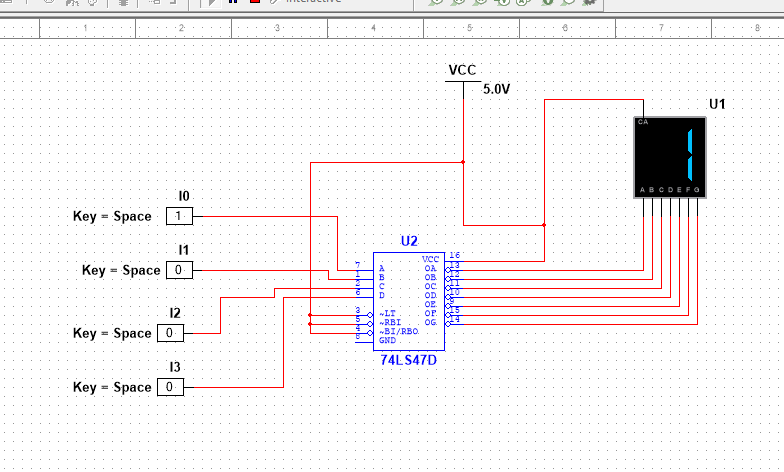 Interactive
1 2 3 4 5 6 7 8
VCC
5.0V
U1
CA
1
A B C D E F G
I0
Key = Space 1
I1
Key = Space 0
I2
Key = Space 0
I3
Key = Space 0
U2
VCC 16
7 A OA 13
1 B OB 12
2 C OC 11
6 D OD 10
OE 9
3 ~LT OF 15
5 ~RBI OG 14
4 ~BI/RBO
8 GND
74LS47D